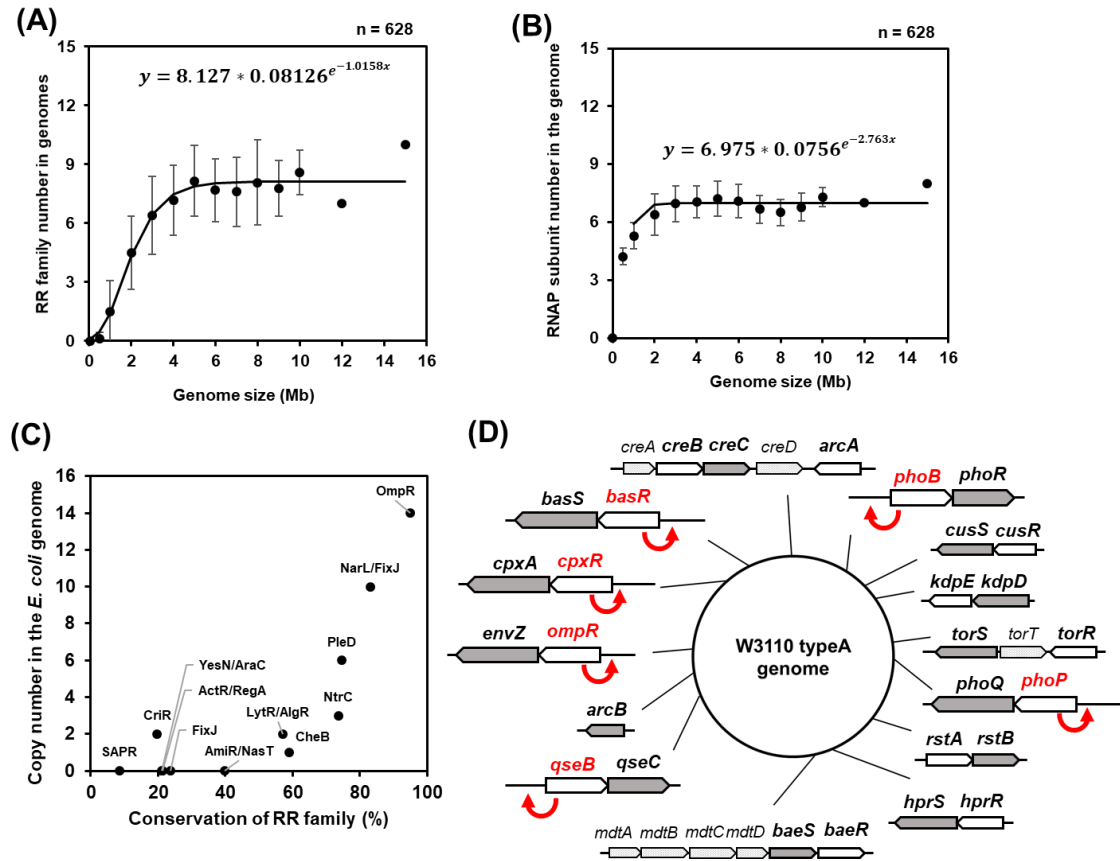 (A)
n = 628
RR family number in genomes
y = 8.127 * 0.08126^{e^{-1.0158x}}
15
12
9
6
3
0
0 2 4 6 8 10 12 14 16
Genome size (Mb)
(B)
n = 628
RNAP subunit number in the genome
y = 6.975 * 0.0756^{e^{-2.763x}}
15
12
9
6
3
0
0 2 4 6 8 10 12 14 16
Genome size (Mb)
(C)
Copy number in the E. coli genome
16
14
12
10
8
6
4
2
0
OmpR
NarL/FixJ
PleD
YesN/AraC
ActR/RegA
NtrC
LytR/AlgR
CriR
FixJ
CheB
SAPR
AmiR/NasT
0 20 40 60 80 100
Conservation of RR family (%)
(D)
creA creB creC creD arcA
phoB phoR
basS basR
cusS cusR
cpxA cpxR
kdpE kdpD
envZ ompR
torS torT torR
W3110 typeA
genome
phoQ phoP
arcB
rstA rstB
qseB qseC
hprS hprR
mdtA mdtB mdtC mdtD baeS baeR